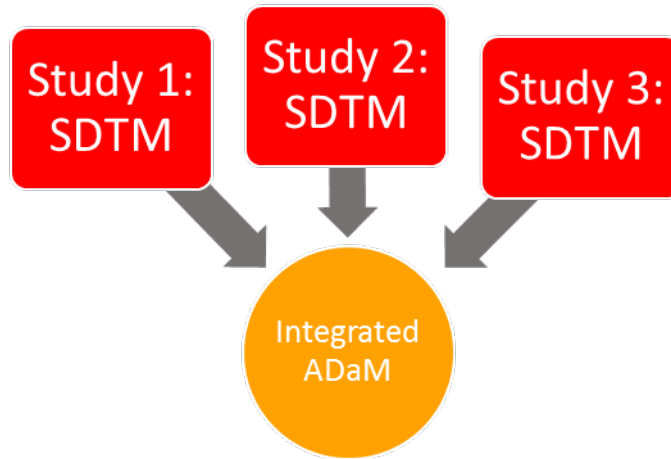 Study 1:
SDTM
Study 2:
SDTM
Study 3:
SDTM
Integrated
ADaM